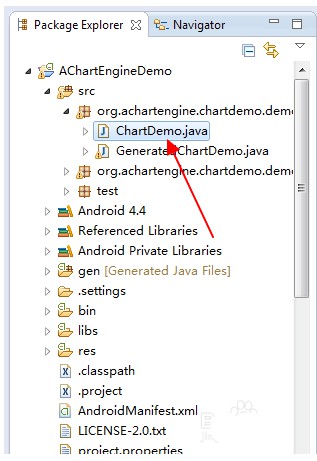 Package Explorer
Navigator
AChartEngineDemo
src
org.achartengine.chartdemo.demo
ChartDemo.java
GeneratedChartDemo.java
org.achartengine.chartdemo.demo
test
Android 4.4
Referenced Libraries
Android Private Libraries
gen [Generated Java Files]
.settings
bin
libs
res
.classpath
.project
AndroidManifest.xml
LICENSE-2.0.txt
project.properties